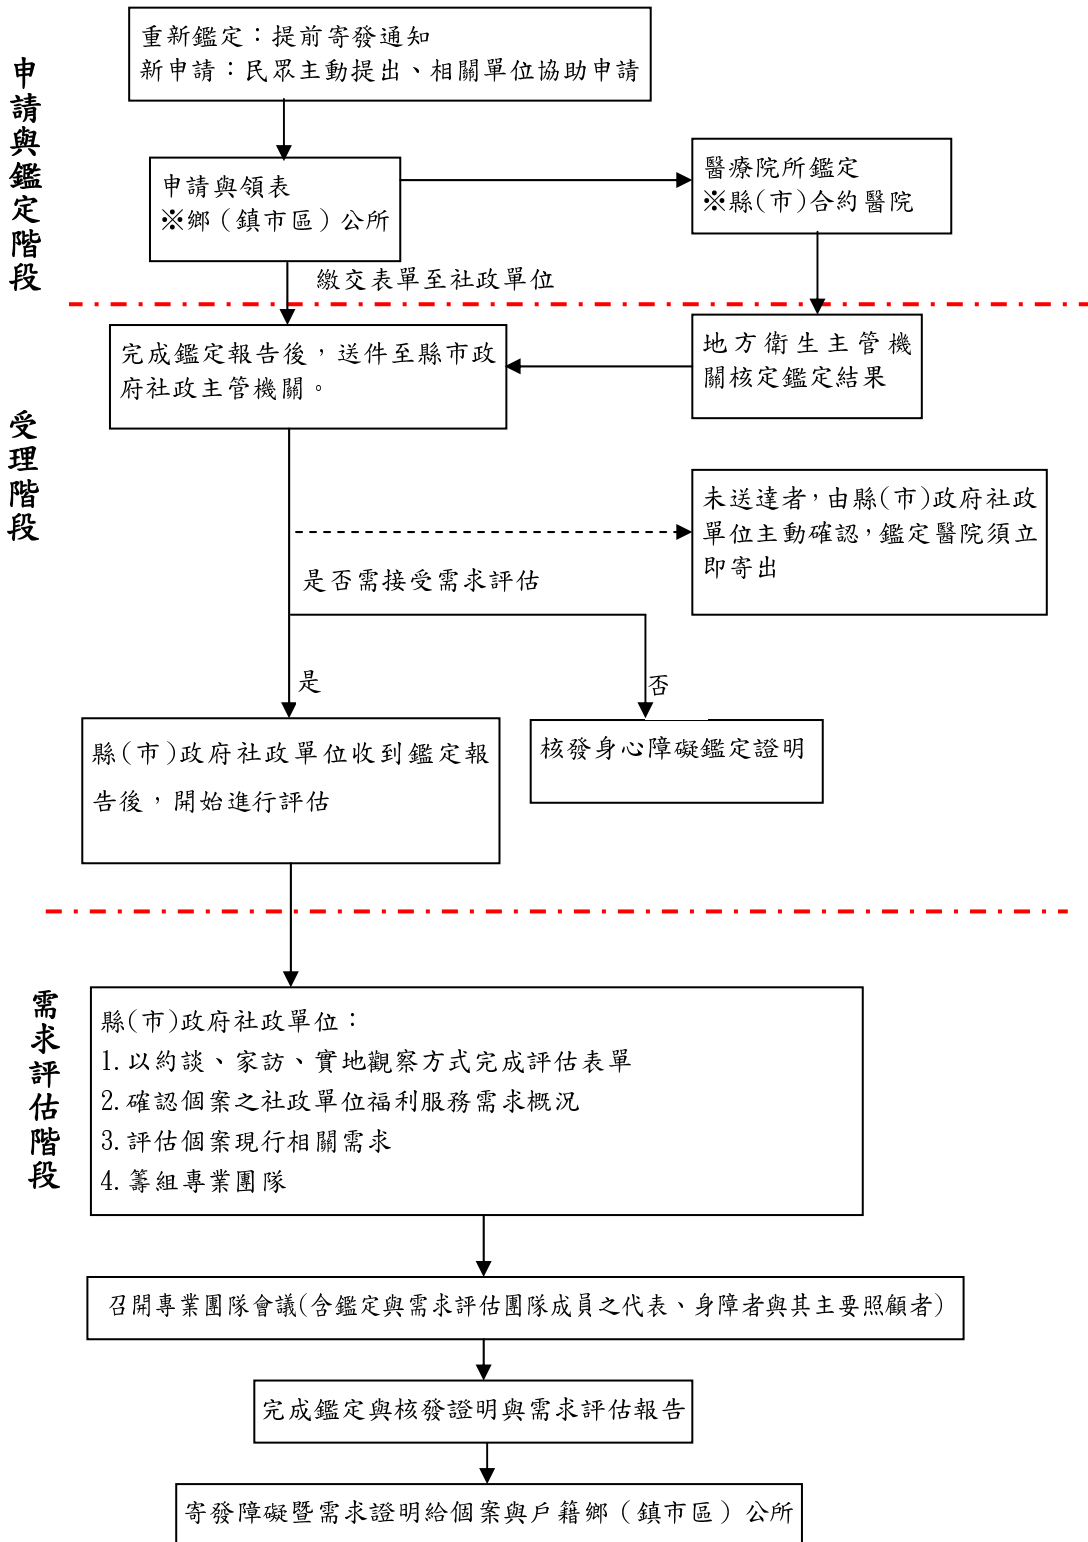 申請與鑑定階段
重新鑑定：提前寄發通知
新申請：民眾主動提出、相關單位協助申請
申請與領表
※鄉（鎮市區）公所
醫療院所鑑定
※縣(市)合約醫院
繳交表單至社政單位
受理階段
完成鑑定報告後，送件至縣市政
府社政主管機關。
地方衛生主管機
關核定鑑定結果
未送達者，由縣(市)政府社政
單位主動確認，鑑定醫院須立
即寄出
是否需接受需求評估
是
否
縣(市)政府社政單位收到鑑定報
告後，開始進行評估
核發身心障礙鑑定證明
需求評估階段
縣(市)政府社政單位：
1.以約談、家訪、實地觀察方式完成評估表單
2.確認個案之社政單位福利服務需求概況
3.評估個案現行相關需求
4.籌組專業團隊
召開專業團隊會議(含鑑定與需求評估團隊成員之代表、身障者與其主要照顧者)
完成鑑定與核發證明與需求評估報告
寄發障礙暨需求證明給個案與戶籍鄉（鎮市區）公所